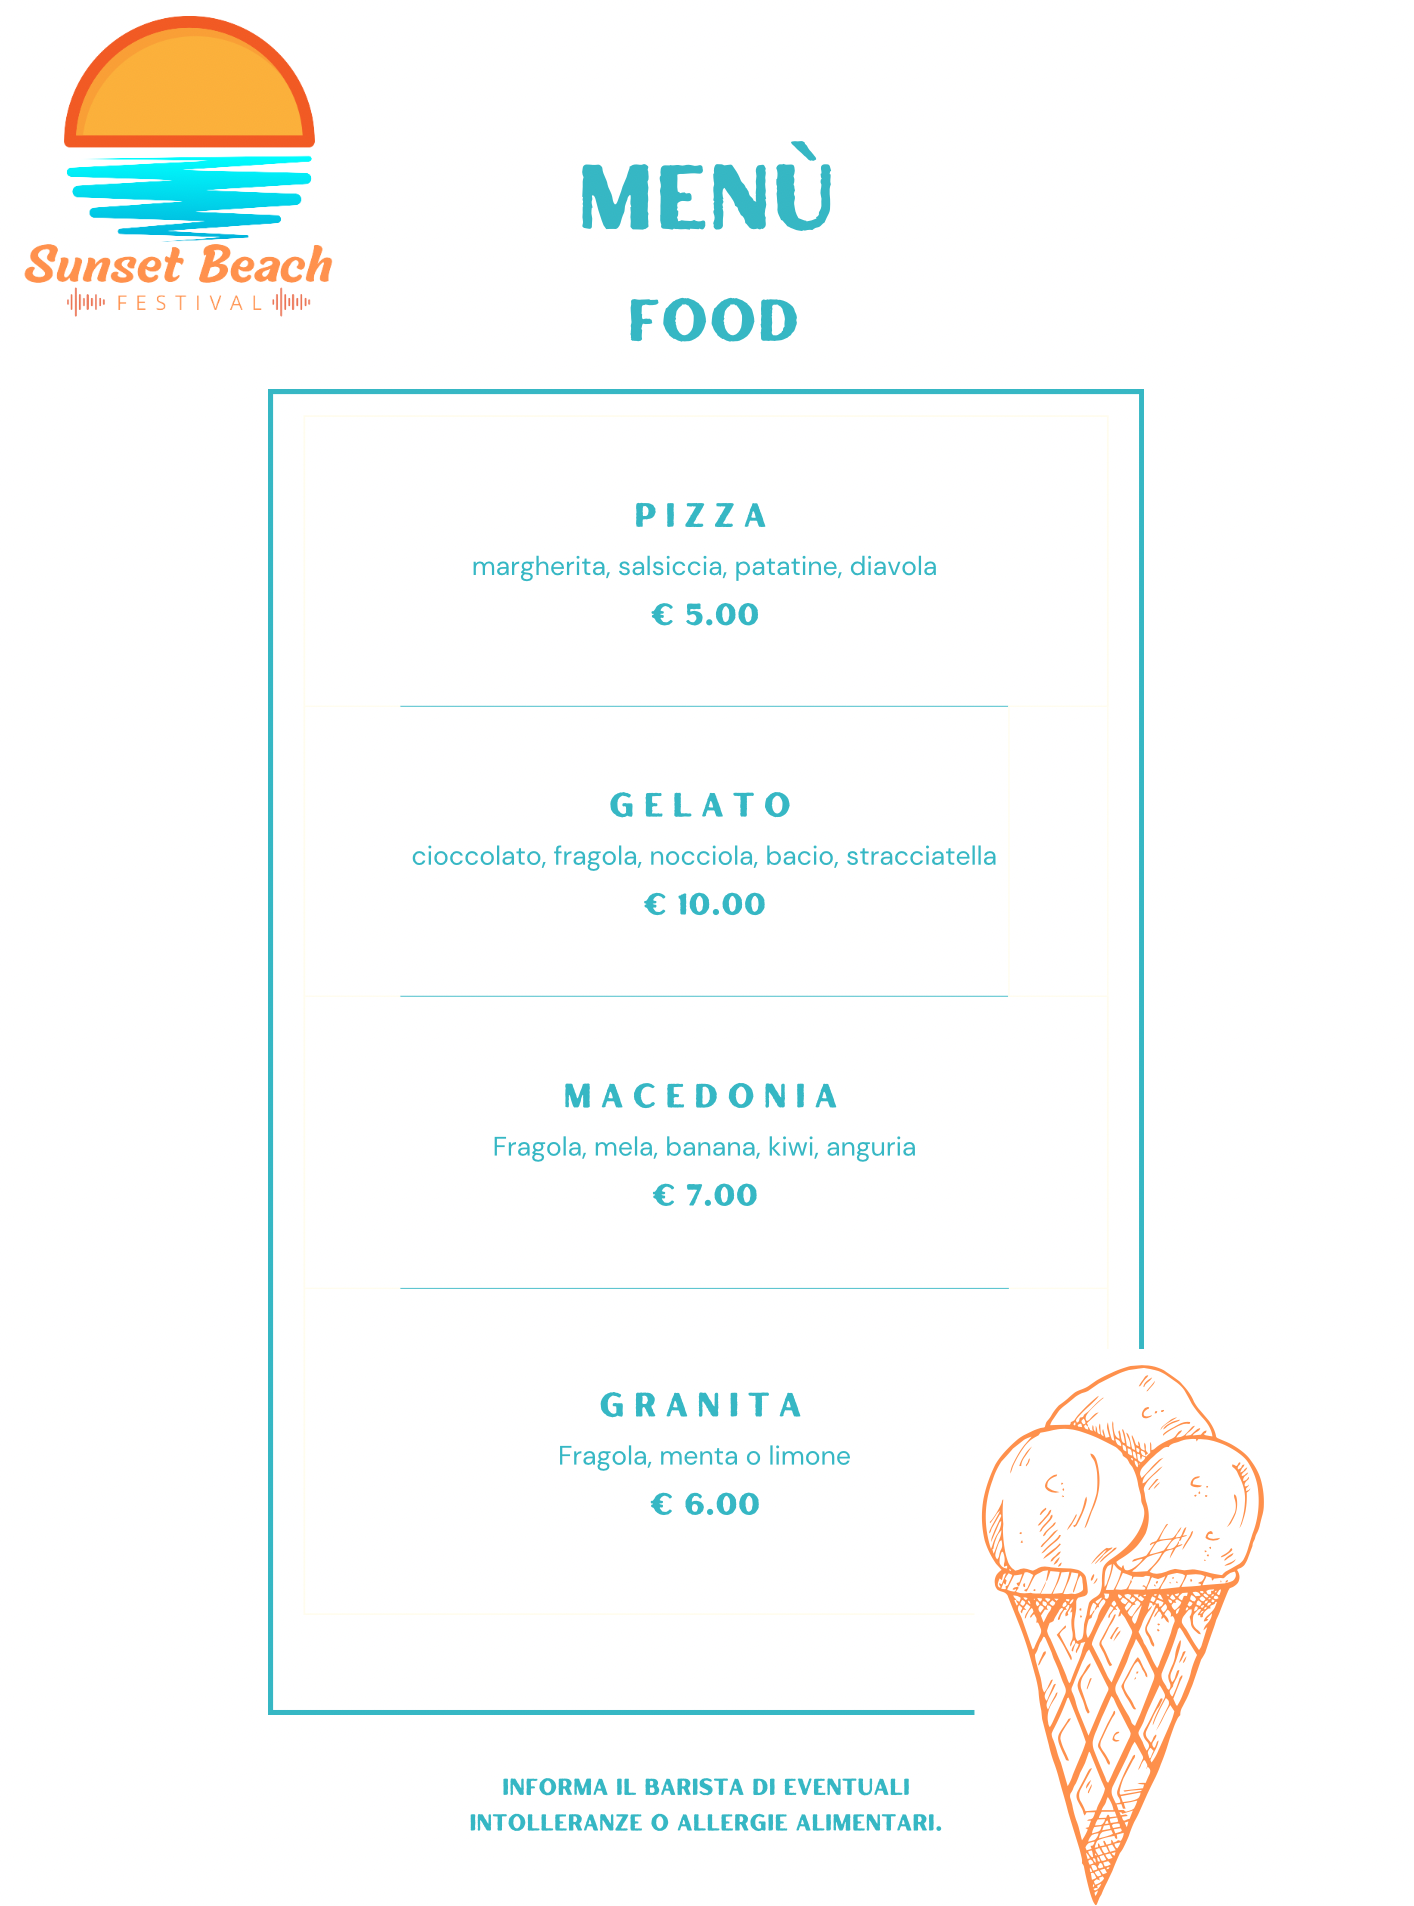 Sunset Beach
FESTIVAL
MENÙ
FOOD
PIZZA
margherita, salsiccia, patatine, diavola
€ 5.00
GELATO
cioccolato, fragola, nocciola, bacio, stracciatella
€ 10.00
MACEDONIA
Fragola, mela, banana, kiwi, anguria
€ 7.00
GRANITA
Fragola, menta o limone
€ 6.00
INFORMA IL BARISTA DI EVENTUALI
INTOLLERANZE O ALLERGIE ALIMENTARI.